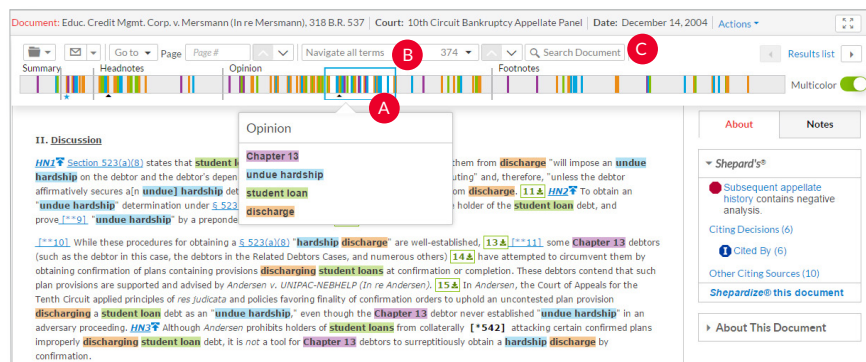 Document: Educ. Credit Mgmt. Corp. v. Mersmann (In re Mersmann), 318 B.R. 537 | Court: 10th Circuit Bankruptcy Appellate Panel | Date: December 14, 2004 | Actions
Go to Page Page # Navigate all terms B 374 Search Document C
Results list
Summary Headnotes Opinion Footnotes
Multicolor
A
Opinion
Chapter 13
undue hardship
student loan
discharge
II. Discussion
HN1 Section 523(a)(8) states that student l them from discharge "will impose an undue
hardship on the debtor and the debtor's depen uting" and, therefore, "unless the debtor
affirmatively secures a[n undue] hardship det om discharge. 11 HN2 To obtain an
"undue hardship" determination under § 523 e holder of the student loan debt, and
prove [**9] "undue hardship" by a preponde
[**10] While these procedures for obtaining a § 523(a)(8) "hardship discharge" are well-established, 13 [**11] some Chapter 13 debtors
(such as the debtor in this case, the debtors in the Related Debtors Cases, and numerous others) 14 have attempted to circumvent them by
obtaining confirmation of plans containing provisions discharging student loans at confirmation or completion. These debtors contend that such
plan provisions are supported and advised by Andersen v. UNIPAC-NEBHELP (In re Andersen). 15 In Andersen, the Court of Appeals for the
Tenth Circuit applied principles of res judicata and policies favoring finality of confirmation orders to uphold an uncontested plan provision
discharging a student loan debt as an "undue hardship," even though the Chapter 13 debtor never established "undue hardship" in an
adversary proceeding. HN3 Although Andersen prohibits holders of student loans from collaterally [*542] attacking certain confirmed plans
improperly discharging student loan debt, it is not a tool for Chapter 13 debtors to surreptitiously obtain a hardship discharge by
confirmation.
About Notes
Shepard's®
Subsequent appellate
history contains negative
analysis.
Citing Decisions (6)
Cited By (6)
Other Citing Sources (10)
Shepardize® this document
About This Document